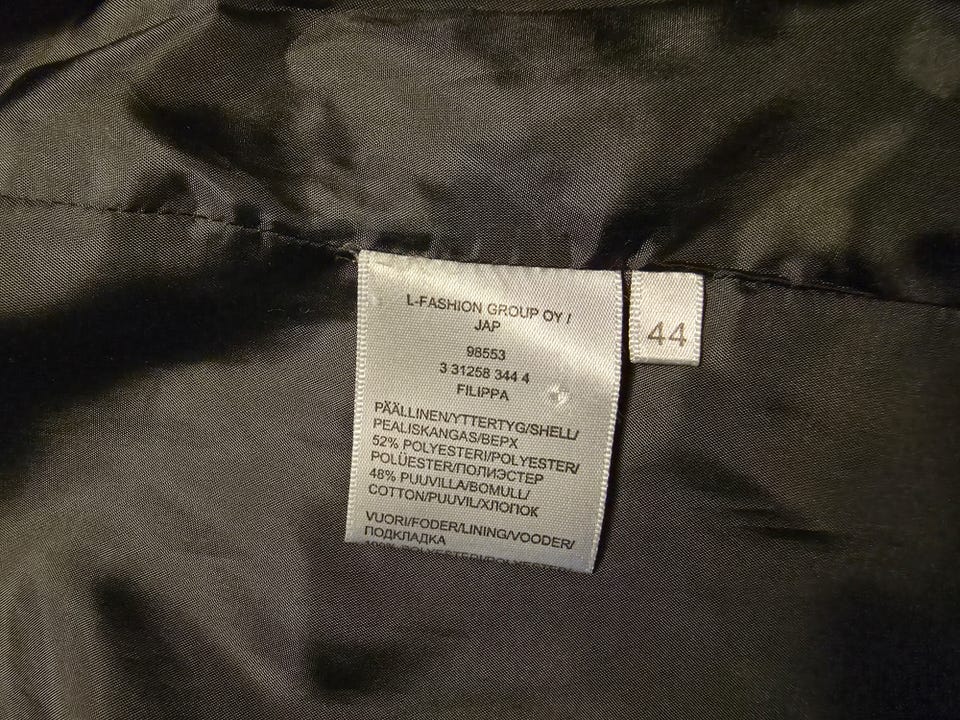 L-FASHION GROUP OY /
JAP
98553
3 31258 344 4
FILIPPA
PÄÄLLINEN/YTTERTYG/SHELL/
PEALISKANGAS/ВЕРХ
52% POLYESTERI/POLYESTER/
POLÜESTER/ПОЛИЭСТЕР
48% PUUVILLA/BOMULL/
COTTON/PUUVIL/ХЛОПОК
VUORI/FODER/LINING/VOODER/
ПОДКЛАДКА
44